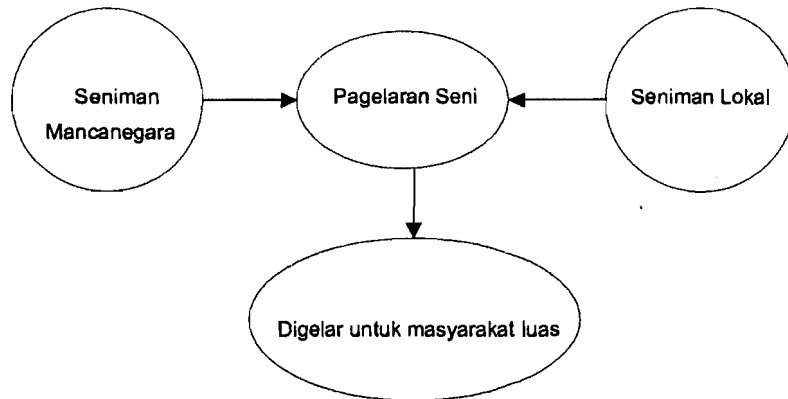 Seniman
Mancanegara
Pagelaran Seni
Seniman Lokal
Digelar untuk masyarakat luas